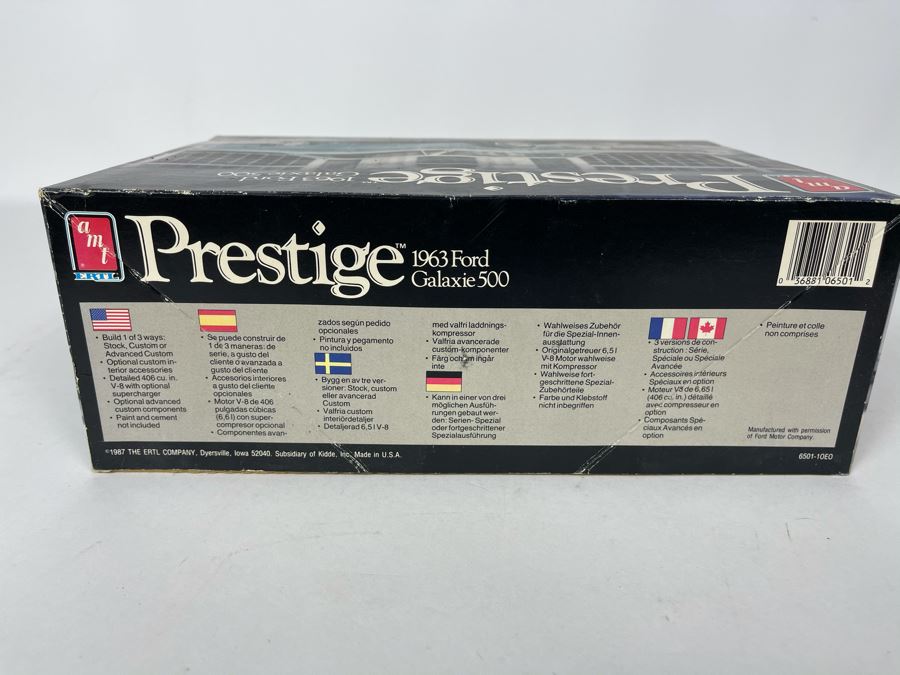 Prestige
amt
ERTL
Prestige™
1963 Ford
Galaxie 500
0 36881 06501 2
• Build 1 of 3 ways:
Stock, Custom or
Advanced Custom
• Optional custom in-
terior accessories
• Detailed 406 cu. in.
V-8 with optional
supercharger
• Optional advanced
custom components
• Paint and cement
not included
• Se puede construir de
1 de 3 maneras: de
serie, a gusto del
cliente o avanzada a
gusto del cliente
• Accesorios interiores
a gusto del cliente
opcionales
• Motor V-8 de 406
pulgadas cúbicas
(6,6 l) con super-
compresor opcional
• Componentes avan-
zados según pedido
opcionales
• Pintura y pegamento
no incluidos
• Bygg en av tre ver-
sioner: Stock, custom
eller avancerad
Custom
• Valfria custom
interiördetaljer
• Detaljerad 6,5 l V-8
med valfri laddnings-
kompressor
• Valfria avancerade
custom-komponenter
• Färg och lim ingår
inte
• Kann in einer von drei
möglichen Ausfüh-
rungen gebaut wer-
den: Serien- Spezial
oder fortgeschrittener
Spezialausführung
• Wahlweises Zubehör
für die Spezial-Innen-
ausstattung
• Originalgetreuer 6,5 l
V-8 Motor wahlweise
mit Kompressor
• Wahlweise fort-
geschrittene Spezial-
Zubehörteile
• Farbe und Klebstoff
nicht inbegriffen
• 3 versions de con-
struction : Série,
Spéciale ou Spéciale
Avancée
• Accessoires intérieurs
Spéciaux en option
• Moteur V8 de 6,65 l
(406 cu. in.) détaillé
avec compresseur en
option
• Composants Spé-
ciaux Avancés en
option
• Peinture et colle
non comprises
Manufactured with permission
of Ford Motor Company.
©1987 THE ERTL COMPANY, Dyersville, Iowa 52040. Subsidiary of Kidde, Inc. Made in U.S.A.
6501-10EO